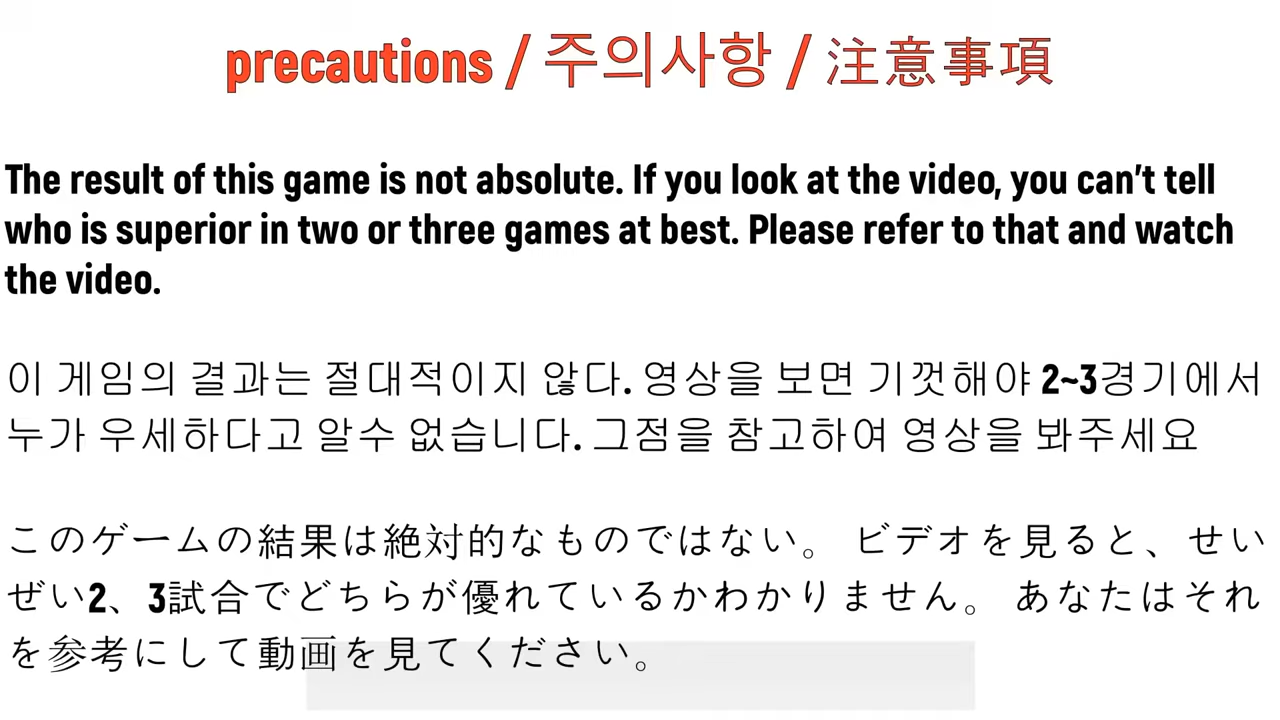 precautions / 주의사항 / 注意事項
The result of this game is not absolute. If you look at the video, you can't tell
who is superior in two or three games at best. Please refer to that and watch
the video.
이 게임의 결과는 절대적이지 않다. 영상을 보면 기껏해야 2~3경기에서
누가 우세하다고 알수 없습니다. 그점을 참고하여 영상을 봐주세요
このゲームの結果は絶対的なものではない。 ビデオを見ると、せい
ぜい2、3試合でどちらが優れているかわかりません。 あなたはそれ
を参考にして動画を見てください。